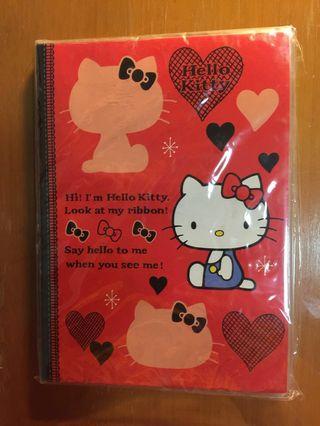 Hello
Kitty
Hi! I'm Hello Kitty.
Look at my ribbon!
Say hello to me
when you see me!